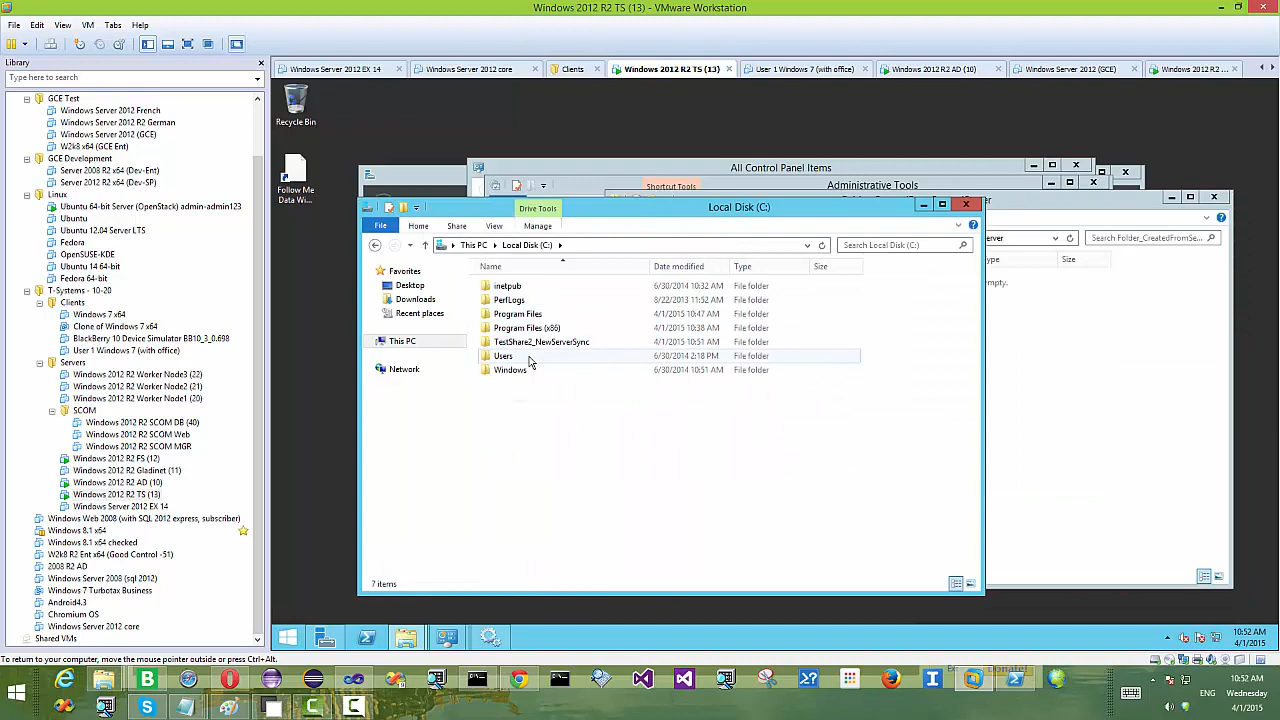 Windows 2012 R2 TS (13) - VMware Workstation
File Edit View VM Tabs Help
Library
Type here to search
Windows Server 2012 EX 14
Windows Server 2012 core
Clients
Windows 2012 R2 TS (13)
User 1 Windows 7 (with office)
Windows 2012 R2 AD (10)
Windows Server 2012 (GCE)
Windows 2012 R2 ...
GCE Test
Windows Server 2012 French
Windows Server 2012 R2 German
Windows Server 2012 (GCE)
W2k8 R2 x64 (GCE Ent)
GCE Development
Server 2008 R2 x64 (Dev-Ent)
Server 2012 R2 x64 (Dev-SP)
Linux
Ubuntu 64-bit Server (OpenStack) admin-admin123
Ubuntu
Ubuntu 12.04 Server LTS
Fedora
OpenSUSE-KDE
Ubuntu 14 64-bit
Fedora 64-bit
T-Systems - 10-20
Clients
Windows 7 x64
Clone of Windows 7 x64
BlackBerry 10 Device Simulator BB10_3_0.698
User 1 Windows 7 (with office)
Servers
Windows 2012 R2 Worker Node3 (22)
Windows 2012 R2 Worker Node2 (21)
Windows 2012 R2 Worker Node1 (20)
SCOM
Windows 2012 R2 SCOM DB (40)
Windows 2012 R2 SCOM Web
Windows 2012 R2 SCOM MGR
Windows 2012 R2 FS (12)
Windows 2012 R2 Gladinet (11)
Windows 2012 R2 AD (10)
Windows 2012 R2 TS (13)
Windows Server 2012 EX 14
Windows Web 2008 (with SQL 2012 express, subscriber)
Windows 8.1 x64
Windows 8.1 x64 checked
W2k8 R2 Ent x64 (Good Control -51)
2008 R2 AD
Windows Server 2008 (sql 2012)
Windows 7 Turbotax Business
Android4.3
Chromium OS
Windows Server 2012 core
Shared VMs
Recycle Bin
Follow Me
Data Wi...
All Control Panel Items
Shortcut Tools
Administrative Tools
Drive Tools
Local Disk (C:)
File Home Share View Manage
This PC Local Disk (C:)
Search Local Disk (C:)
Search Folder_CreatedFromSe...
Name Date modified Type Size
Size
Favorites
Desktop
Downloads
Recent places
This PC
Network
inetpub 6/30/2014 10:32 AM File folder
PerfLogs 8/22/2013 11:52 AM File folder
Program Files 4/1/2015 10:47 AM File folder
Program Files (x86) 4/1/2015 10:38 AM File folder
TestShare2_NewServerSync 4/1/2015 10:51 AM File folder
Users 6/30/2014 2:18 PM File folder
Windows 6/30/2014 10:51 AM File folder
7 items
10:52 AM
4/1/2015
To return to your computer, move the mouse pointer outside or press Ctrl+Alt.
10:52 AM
ENG Wednesday
4/1/2015